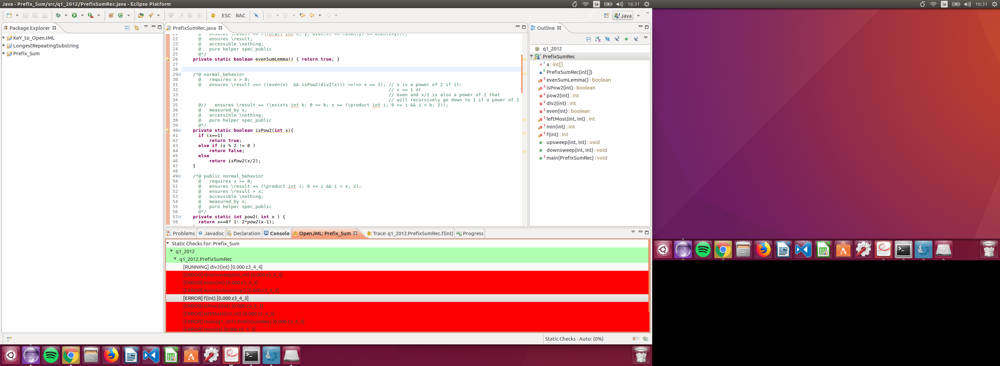 Java - Prefix_Sum/src/q1_2012/PrefixSumRec.java - Eclipse Platform
Ie 16:31
Ie 16:31
ESC RAC
Java
Package Explorer
KeY_to_OpenJML
LongestRepeatingSubstring
Prefix_Sum
PrefixSumRec.java
21 @   ensures \result == (\forall int x, y; even(x) == (even(y) == even(x+y)));
22 @   ensures \result;
23 @   accessible \nothing;
24 @   pure helper spec_public
25 @*/
26 private static boolean evenSumLemma() { return true; }
27
28
29 /*@ normal_behavior
30 @   requires x > 0;
31 @   ensures \result ==> ((even(x)  && isPow2(div2(x))) <=!=> x == 1); // x is a power of 2 if it:
32 // x == 1 or
33 // even and x/2 is also a power of 2 that
34 // will recursively go down to 1 if a power of 2
35 @//   ensures \result == (\exists int b; 0 <= b; x == (\product int i; 0 <= i && i < b; 2));
36 @   measured_by x;
37 @   accessible \nothing;
38 @   pure helper spec_public
39 @*/
40 private static boolean isPow2(int x){
41 if (x==1)
42 return true;
43 else if (x % 2 != 0 )
44 return false;
45 else
46 return isPow2(x/2);
47 }
48
49 /*@ public normal_behavior
50 @   requires x >= 0;
51 @   ensures \result == (\product int i; 0 <= i && i < x; 2);
52 @   ensures \result > x;
53 @   accessible \nothing;
54 @   measured_by x;
55 @   pure helper spec_public
56 @*/
57 private static int pow2( int x ) {
58 return x==0? 1: 2*pow2(x-1);
Outline
q1_2012
PrefixSumRec
a : int[]
PrefixSumRec(int[])
evenSumLemma() : boolean
isPow2(int) : boolean
pow2(int) : int
div2(int) : int
even(int) : boolean
leftMost(int, int) : int
min(int) : int
f(int) : int
upsweep(int, int) : void
downsweep(int, int) : void
main(PrefixSumRec) : void
Problems Javadoc Declaration Console OpenJML: Prefix_Sum Trace: q1_2012.PrefixSumRec.f(int) Progress
Static Checks for: Prefix_Sum
q1_2012
q1_2012.PrefixSumRec
[RUNNING] div2(int) [0.000 z3_4_4]
[ERROR] downsweep(int,int) [0.000 z3_4_3]
[ERROR] even(int) [0.000 z3_4_3]
[ERROR] evenSumLemma() [0.000 z3_4_3]
[ERROR] f(int) [0.000 z3_4_3]
[ERROR] isPow2(int) [0.000 z3_4_3]
[ERROR] leftMost(int,int) [0.000 z3_4_3]
[ERROR] main(q1_2012.PrefixSumRec) [0.000 z3_4_3]
[ERROR] min(int) [0.000 z3_4_3]
Static Checks - Auto: (0%)